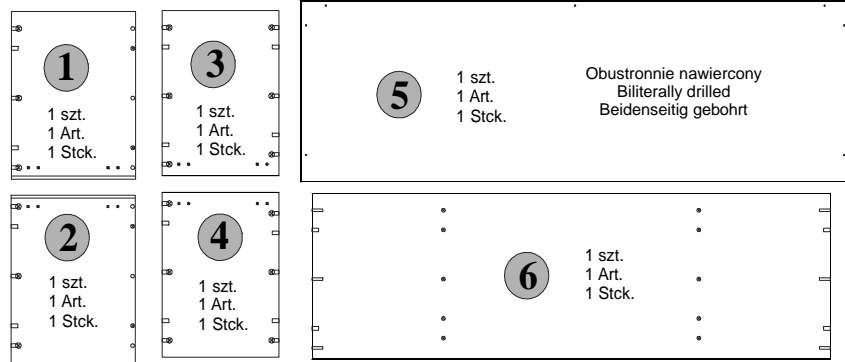 1
1 szt.
1 Art.
1 Stck.
3
1 szt.
1 Art.
1 Stck.
5
1 szt.
1 Art.
1 Stck.
Obustronnie nawiercony
Biliterally drilled
Beidenseitig gebohrt
2
1 szt.
1 Art.
1 Stck.
4
1 szt.
1 Art.
1 Stck.
6
1 szt.
1 Art.
1 Stck.